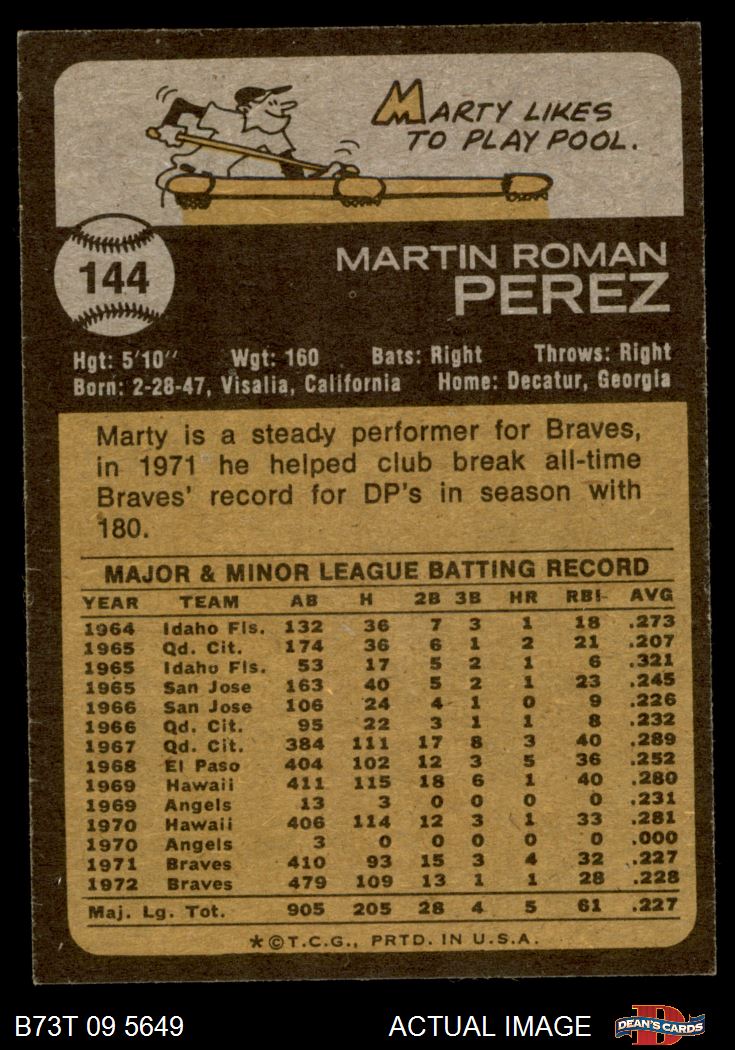 MARTY LIKES
TO PLAY POOL.
144
MARTIN ROMAN
PEREZ
Hgt: 5'10" Wgt: 160 Bats: Right Throws: Right
Born: 2-28-47, Visalia, California Home: Decatur, Georgia
Marty is a steady performer for Braves,
in 1971 he helped club break all-time
Braves' record for DP's in season with
180.
MAJOR & MINOR LEAGUE BATTING RECORD
YEAR TEAM AB H 2B 3B HR RBI AVG
1964 Idaho Fls. 132 36 7 3 1 18 .273
1965 Qd. Cit. 174 36 6 1 2 21 .207
1965 Idaho Fls. 53 17 5 2 1 6 .321
1965 San Jose 163 40 5 2 1 23 .245
1966 San Jose 106 24 4 1 0 9 .226
1966 Qd. Cit. 95 22 3 1 1 8 .232
1967 Qd. Cit. 384 111 17 8 3 40 .289
1968 El Paso 404 102 12 3 5 36 .252
1969 Hawaii 411 115 18 6 1 40 .280
1969 Angels 13 3 0 0 0 0 .231
1970 Hawaii 406 114 12 3 1 33 .281
1970 Angels 3 0 0 0 0 0 .000
1971 Braves 410 93 15 3 4 32 .227
1972 Braves 479 109 13 1 1 28 .228
Maj. Lg. Tot. 905 205 28 4 5 61 .227
*©T.C.G., PRTD. IN U.S.A.
B73T 09 5649 ACTUAL IMAGE D DEAN'S CARDS